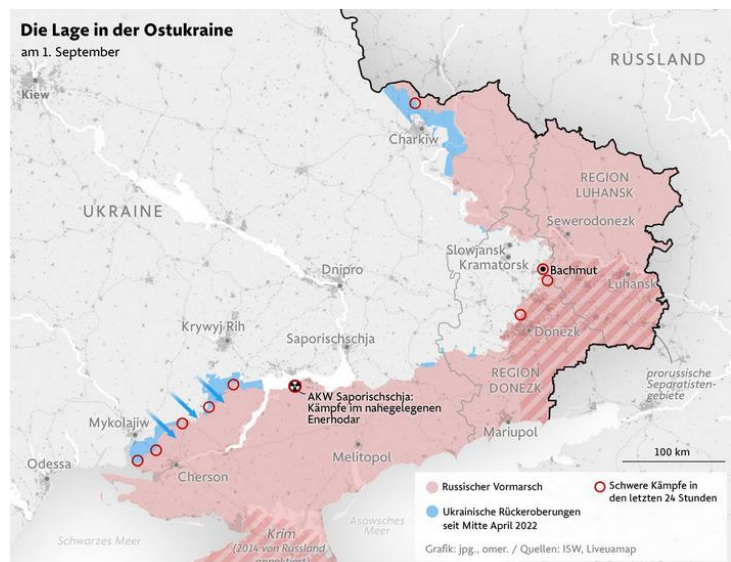 Die Lage in der Ostukraine
am 1. September
RUSSLAND
Kiew
Charkiw
REGION
LUHANSK
UKRAINE
Sewerodonezk
Slowjansk
Kramatorsk
Bachmut
Dnipro
Luhansk
Krywyj Rih
Saporischschja
Donezk
prorussische
Separatisten-
gebiete
REGION
DONEZK
AKW Saporischschja:
Kämpfe im nahegelegenen
Enerhodar
Mykolajiw
Mariupol
Melitopol
100 km
Odessa
Cherson
Russischer Vormarsch
Schwere Kämpfe in
den letzten 24 Stunden
Ukrainische Rückeroberungen
seit Mitte April 2022
Asowsches
Meer
Schwarzes Meer
Krim
(2014 von Russland
Grafik: jpg., omer. / Quellen: ISW, Liveuamap